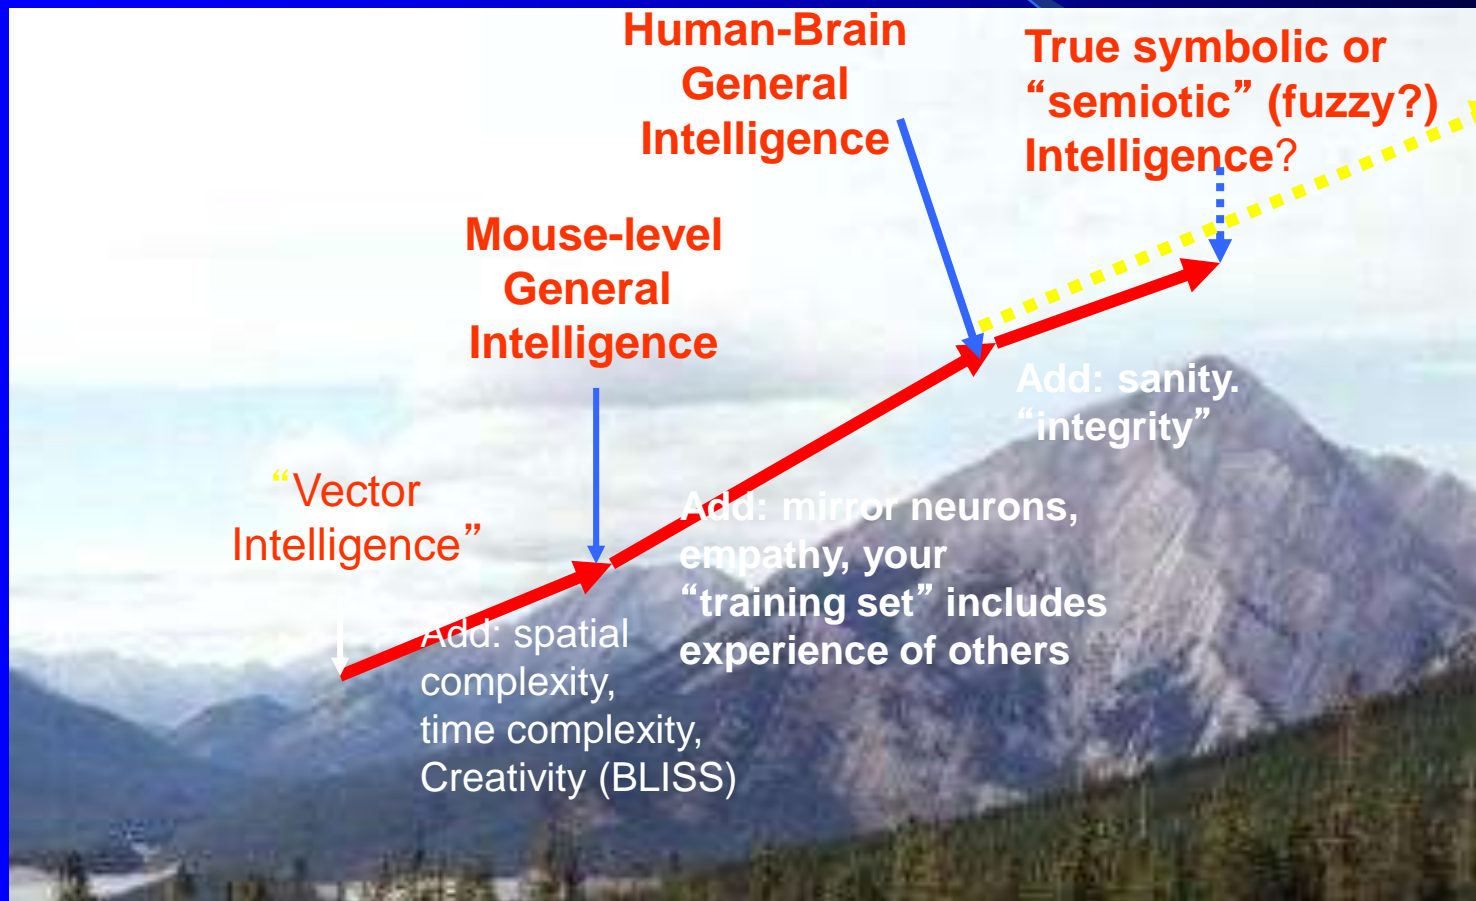 Human-Brain
General
Intelligence
True symbolic or
“semiotic” (fuzzy?)
Intelligence?
Mouse-level
General
Intelligence
Add: sanity.
“integrity”
“Vector
Intelligence”
Add: mirror neurons,
empathy, your
“training set” includes
experience of others
Add: spatial
complexity,
time complexity,
Creativity (BLISS)